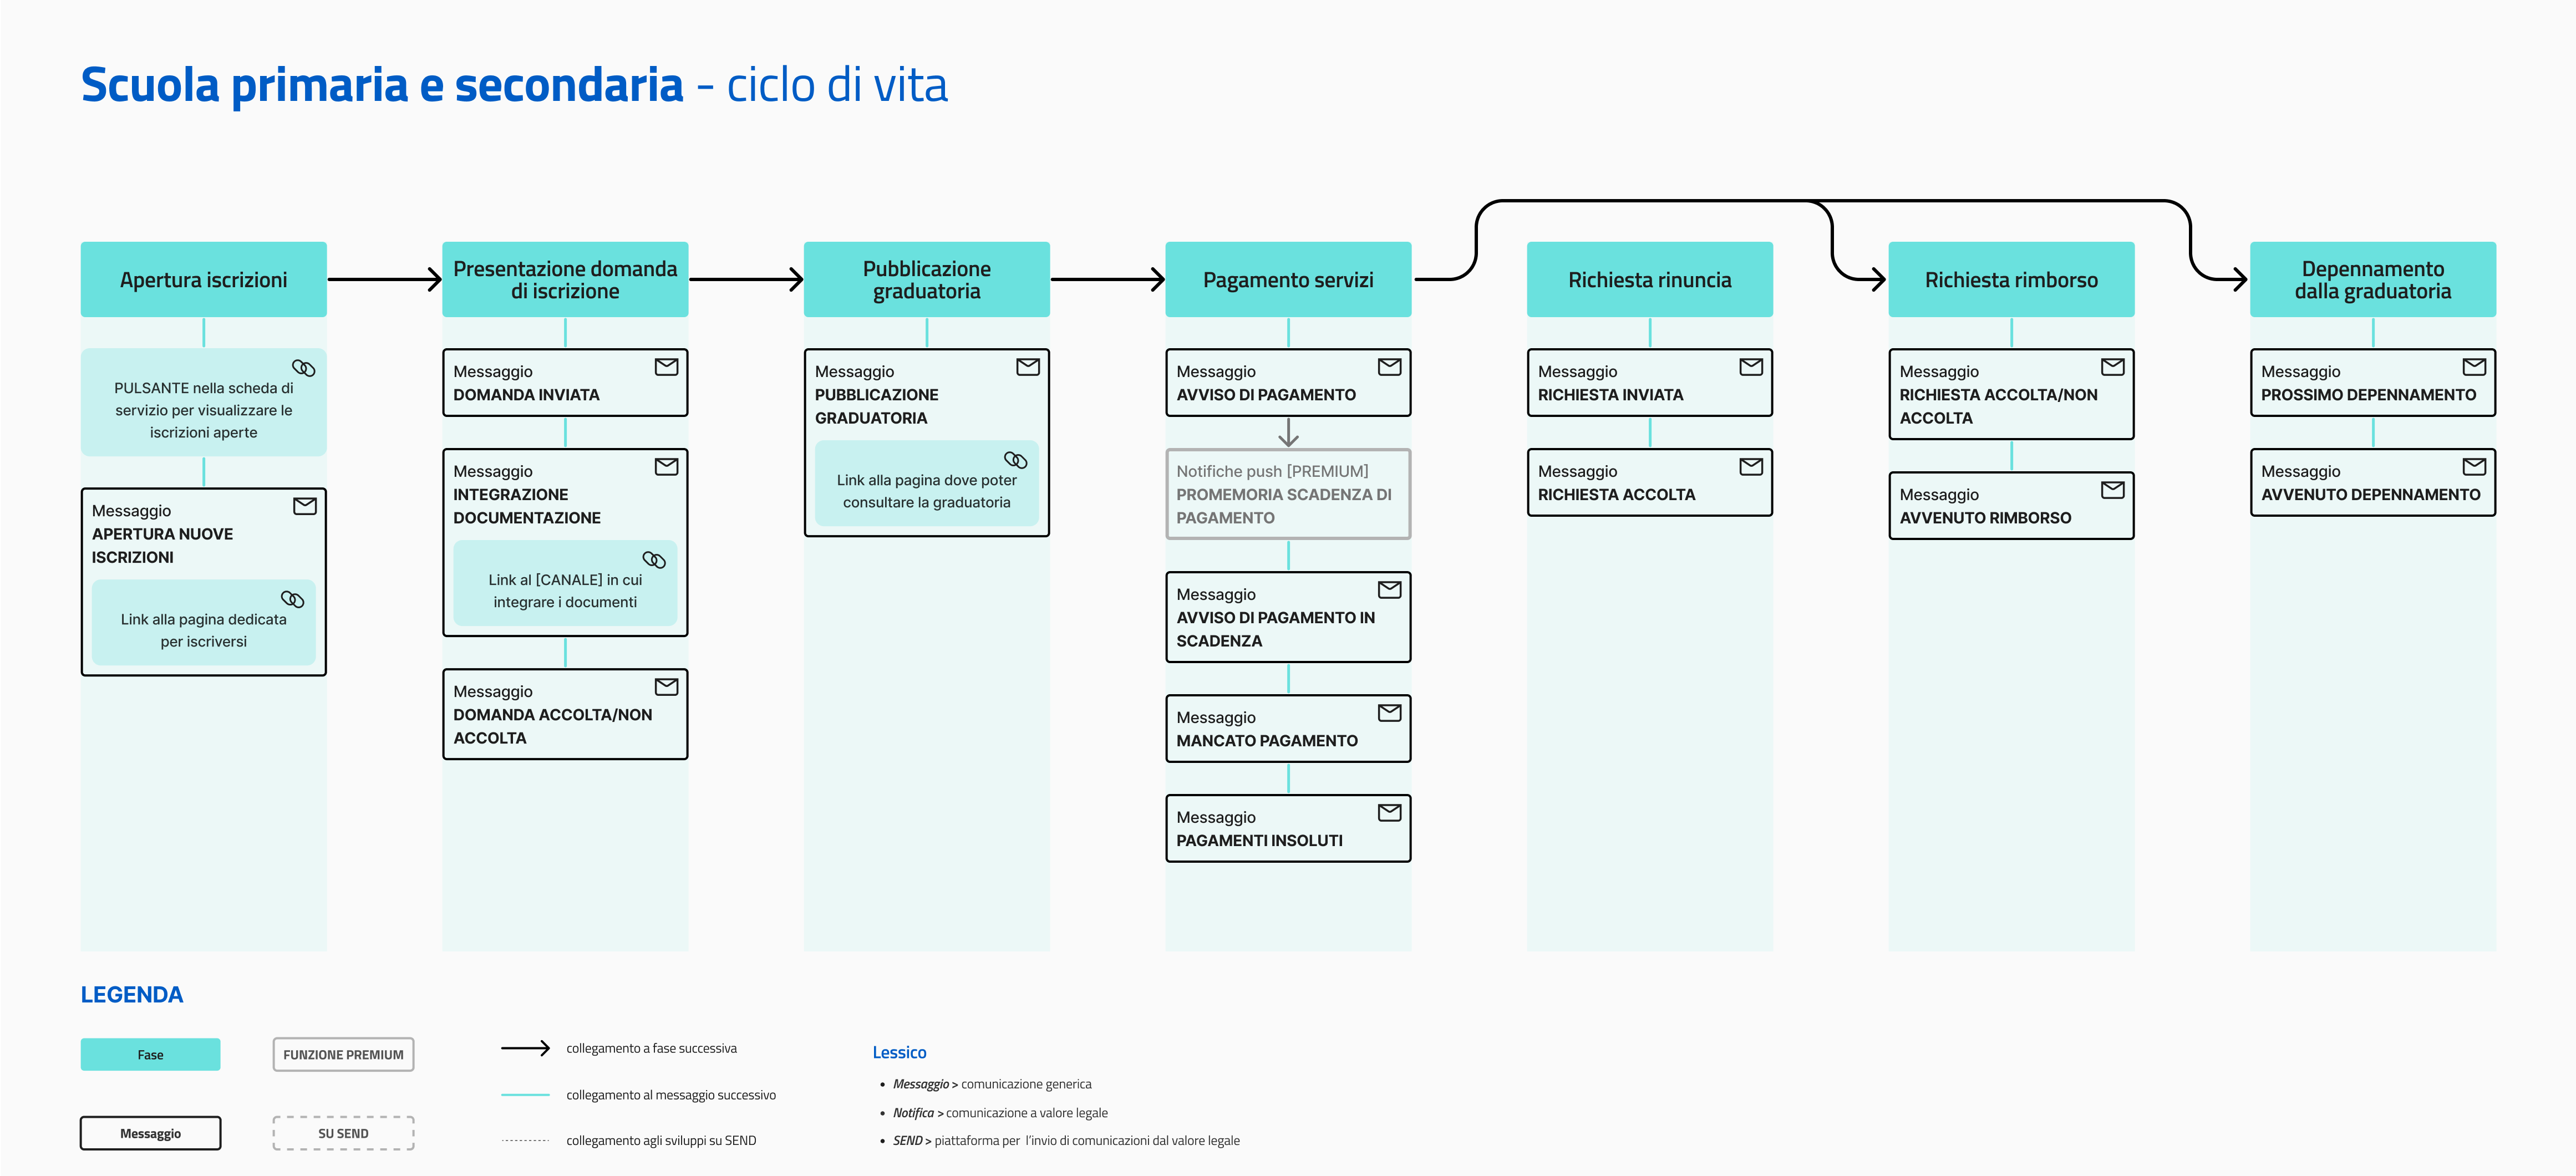 Scuola primaria e secondaria - ciclo di vita
Apertura iscrizioni
PULSANTE nella scheda di
servizio per visualizzare le
iscrizioni aperte
Messaggio
APERTURA NUOVE
ISCRIZIONI
Link alla pagina dedicata
per iscriversi
Presentazione domanda
di iscrizione
Messaggio
DOMANDA INVIATA
Messaggio
INTEGRAZIONE
DOCUMENTAZIONE
Link al [CANALE] in cui
integrare i documenti
Messaggio
DOMANDA ACCOLTA/NON
ACCOLTA
Pubblicazione
graduatoria
Messaggio
PUBBLICAZIONE
GRADUATORIA
Link alla pagina dove poter
consultare la graduatoria
Pagamento servizi
Messaggio
AVVISO DI PAGAMENTO
Notifiche push [PREMIUM]
PROMEMORIA SCADENZA DI
PAGAMENTO
Messaggio
AVVISO DI PAGAMENTO IN
SCADENZA
Messaggio
MANCATO PAGAMENTO
Messaggio
PAGAMENTI INSOLUTI
Richiesta rinuncia
Messaggio
RICHIESTA INVIATA
Messaggio
RICHIESTA ACCOLTA
Richiesta rimborso
Messaggio
RICHIESTA ACCOLTA/NON
ACCOLTA
Messaggio
AVVENUTO RIMBORSO
Depennamento
dalla graduatoria
Messaggio
PROSSIMO DEPENNAMENTO
Messaggio
AVVENUTO DEPENNAMENTO
LEGENDA
Fase
FUNZIONE PREMIUM
Messaggio
SU SEND
collegamento a fase successiva
collegamento al messaggio successivo
collegamento agli sviluppi su SEND
Lessico
• Messaggio > comunicazione generica
• Notifica > comunicazione a valore legale
• SEND > piattaforma per l'invio di comunicazioni dal valore legale